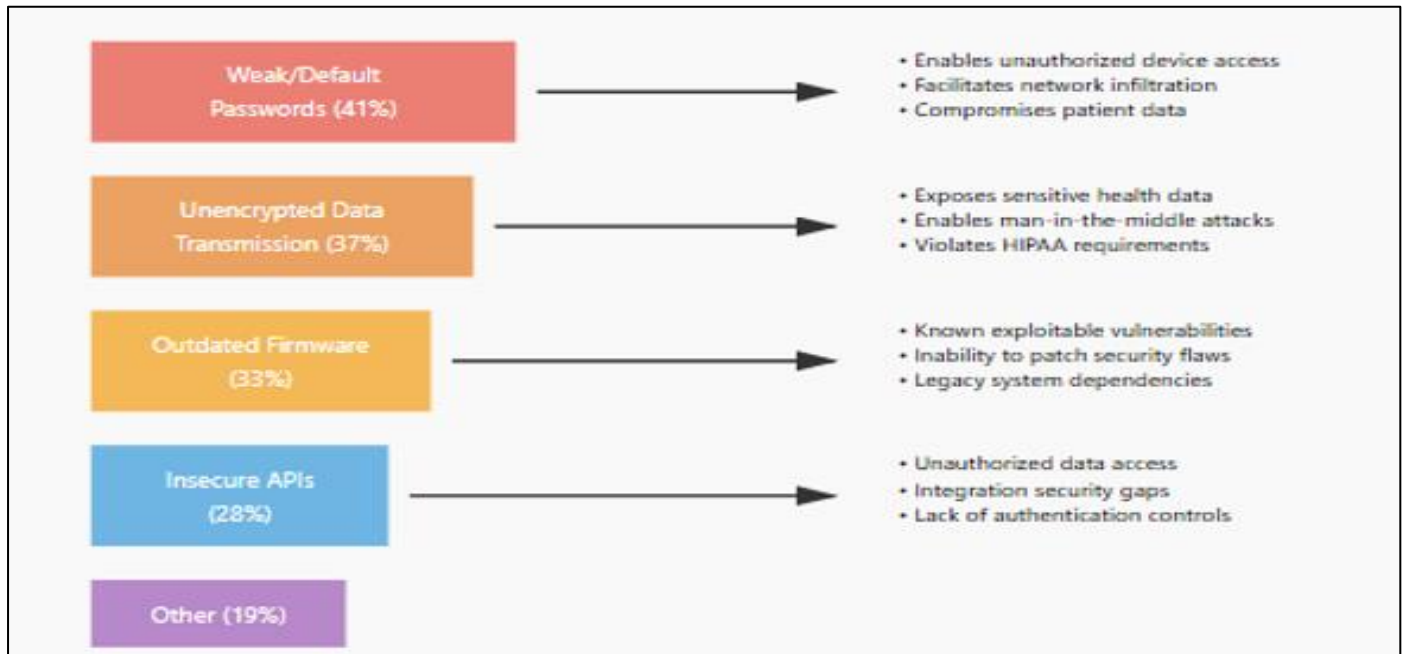 Weak/Default
Passwords (41%)
• Enables unauthorized device access
• Facilitates network infiltration
• Compromises patient data
Unencrypted Data
Transmission (37%)
• Exposes sensitive health data
• Enables man-in-the-middle attacks
• Violates HIPAA requirements
Outdated Firmware
(33%)
• Known exploitable vulnerabilities
• Inability to patch security flaws
• Legacy system dependencies
Insecure APIs
(28%)
• Unauthorized data access
• Integration security gaps
• Lack of authentication controls
Other (19%)